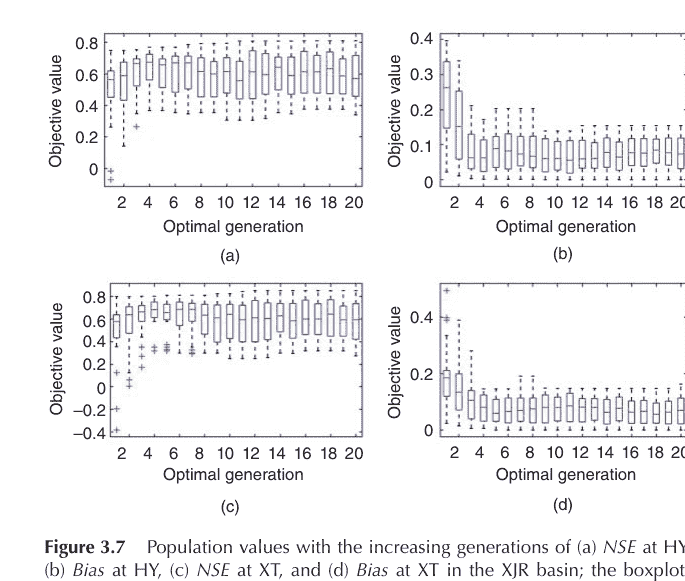 0.8
0.6
0.4
0.2
0
Objective value
2 4 6 8 10 12 14 16 18 20
Optimal generation
(a)
0.4
0.3
0.2
0.1
0
Objective value
2 4 6 8 10 12 14 16 18 20
Optimal generation
(b)
0.8
0.6
0.4
0.2
0
−0.2
−0.4
Objective value
2 4 6 8 10 12 14 16 18 20
Optimal generation
(c)
0.4
0.2
0
Objective value
2 4 6 8 10 12 14 16 18 20
Optimal generation
(d)
Figure 3.7 Population values with the increasing generations of (a) NSE at HY
(b) Bias at HY, (c) NSE at XT, and (d) Bias at XT in the XJR basin; the boxplot